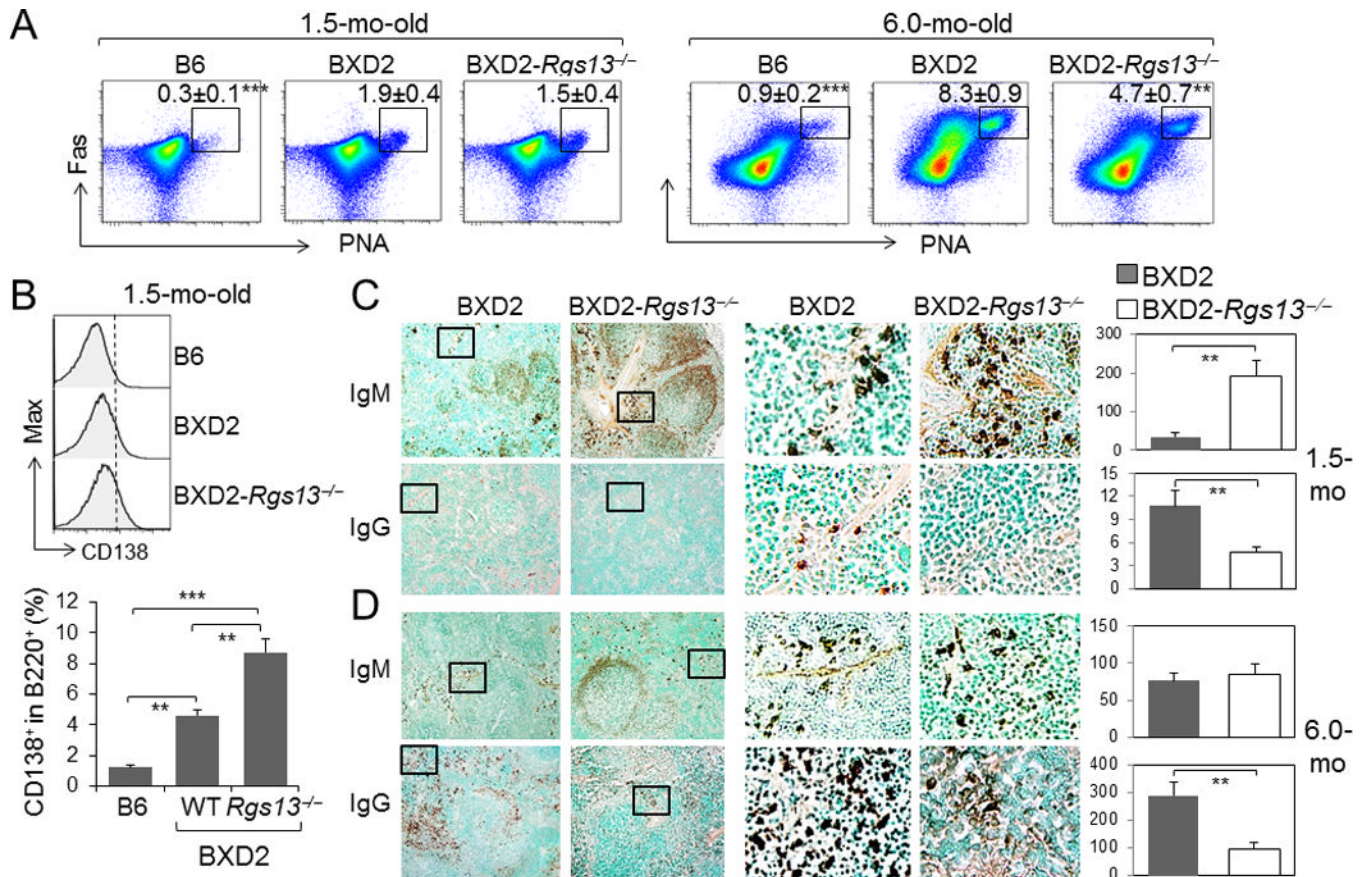 A
1.5-mo-old
6.0-mo-old
B6
BXD2
BXD2-Rgs13–/–
B6
BXD2
BXD2-Rgs13–/–
0.3±0.1***
1.9±0.4
1.5±0.4
0.9±0.2***
8.3±0.9
4.7±0.7**
Fas
PNA
PNA
B
1.5-mo-old
B6
BXD2
BXD2-Rgs13–/–
Max
CD138
CD138+ in B220+ (%)
12
10
8
6
4
2
0
***
**
**
B6
WT
Rgs13–/–
BXD2
C
BXD2
BXD2-Rgs13–/–
BXD2
BXD2-Rgs13–/–
BXD2
BXD2-Rgs13–/–
IgM
300
200
100
0
**
IgG
15
12
9
6
3
0
**
1.5-
mo
D
IgM
150
100
50
0
IgG
400
300
200
100
0
**
6.0-
mo